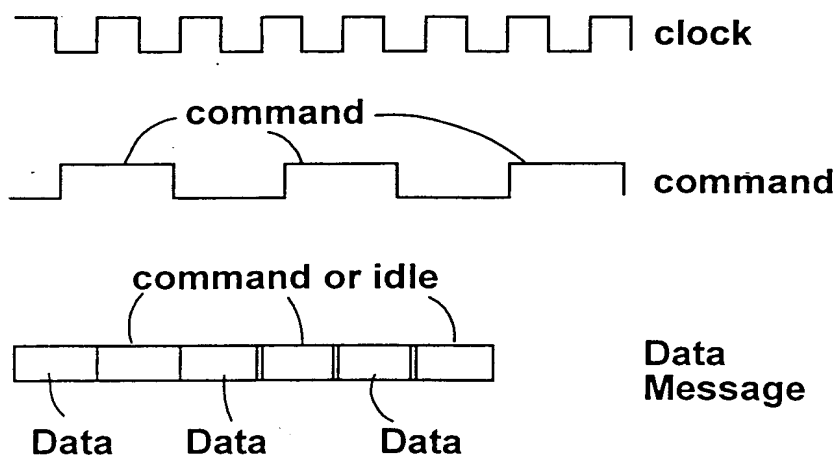 clock
command
command
command or idle
Data
Message
Data Data Data